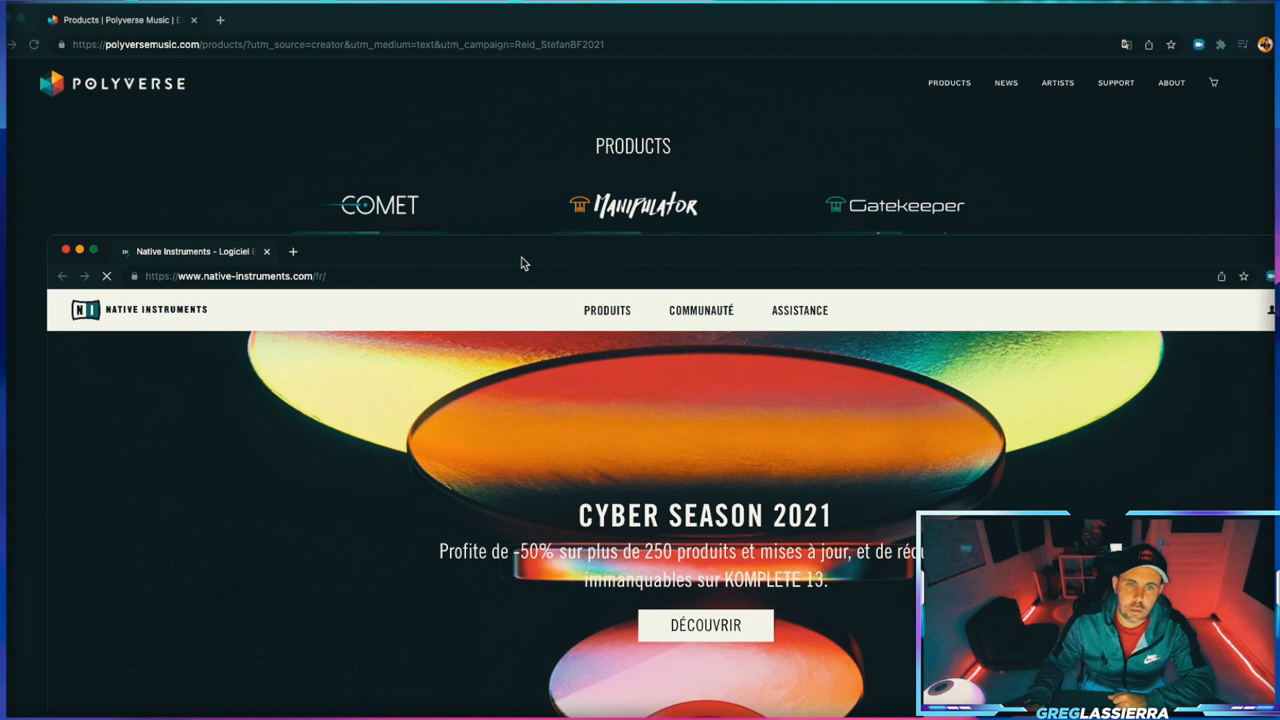 Products | Polyverse Music |
https://polyversemusic.com/products/?utm_source=creator&utm_medium=text&utm_campaign=Reid_StefanBF2021
POLYVERSE
PRODUCTS NEWS ARTISTS SUPPORT ABOUT
PRODUCTS
COMET MANIPULATOR Gatekeeper
Native Instruments - Logiciel
https://www.native-instruments.com/fr/
NI NATIVE INSTRUMENTS
PRODUITS COMMUNAUTÉ ASSISTANCE
CYBER SEASON 2021
Profite de -50% sur plus de 250 produits et mises à jour, et de
immanquables sur KOMPLETE 13.
DÉCOUVRIR
GREGLASSIERRA